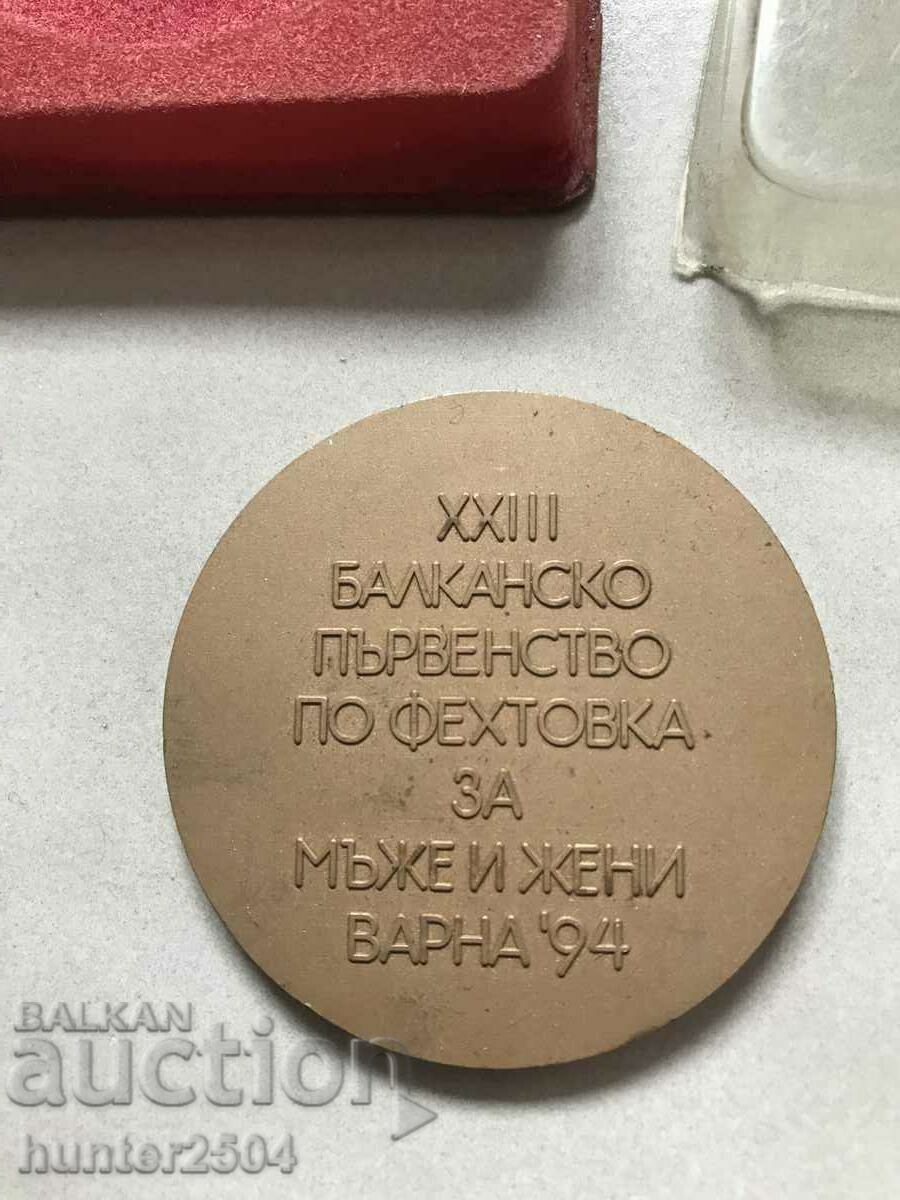 XXIII
БАЛКАНСКО
ПЪРВЕНСТВО
ПО ФЕХТОВКА
ЗА
МЪЖЕ И ЖЕНИ
ВАРНА '94
BALKAN
auction
hunter2504